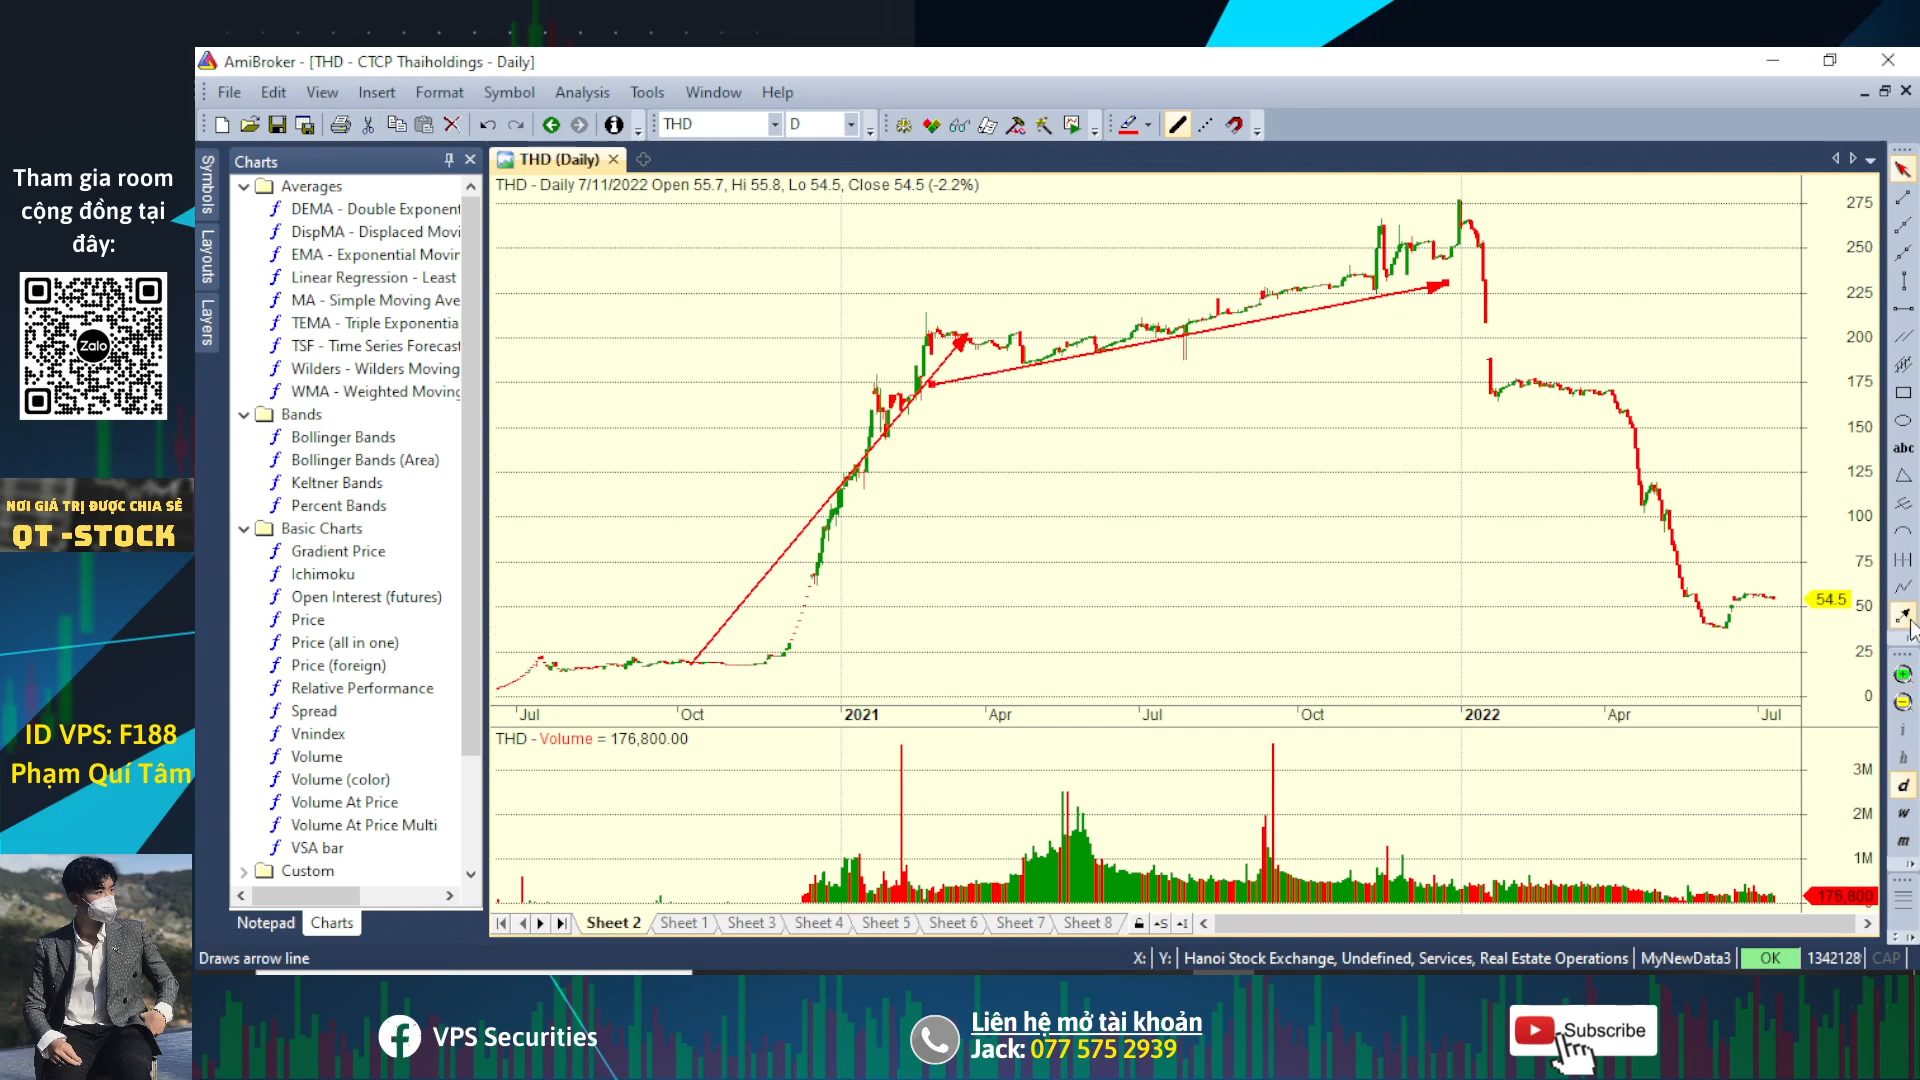 AmiBroker - [THD - CTCP Thaiholdings - Daily]
File Edit View Insert Format Symbol Analysis Tools Window Help
THD D
Tham gia room
cộng đồng tại
đây:
Zalo
NƠI GIÁ TRỊ ĐƯỢC CHIA SẺ
QT -STOCK
ID VPS: F188
Phạm Quí Tâm
Symbols
Layouts
Layers
Charts
Averages
DEMA - Double Exponent
DispMA - Displaced Movi
EMA - Exponential Movin
Linear Regression - Least
MA - Simple Moving Ave
TEMA - Triple Exponentia
TSF - Time Series Forecast
Wilders - Wilders Moving
WMA - Weighted Moving
Bands
Bollinger Bands
Bollinger Bands (Area)
Keltner Bands
Percent Bands
Basic Charts
Gradient Price
Ichimoku
Open Interest (futures)
Price
Price (all in one)
Price (foreign)
Relative Performance
Spread
Vnindex
Volume
Volume (color)
Volume At Price
Volume At Price Multi
VSA bar
Custom
Notepad Charts
THD (Daily)
THD - Daily 7/11/2022 Open 55.7, Hi 55.8, Lo 54.5, Close 54.5 (-2.2%)
275
250
225
200
175
150
125
100
75
54.5 50
25
0
Jul Oct 2021 Apr Jul Oct 2022 Apr Jul
THD - Volume = 176,800.00
3M
2M
1M
176,800
Sheet 2 Sheet 1 Sheet 3 Sheet 4 Sheet 5 Sheet 6 Sheet 7 Sheet 8
abc
i
h
d
w
m
Draws arrow line
X: Y: Hanoi Stock Exchange, Undefined, Services, Real Estate Operations MyNewData3 OK 1342128 CAP
VPS Securities
Liên hệ mở tài khoản
Jack: 077 575 2939
Subscribe